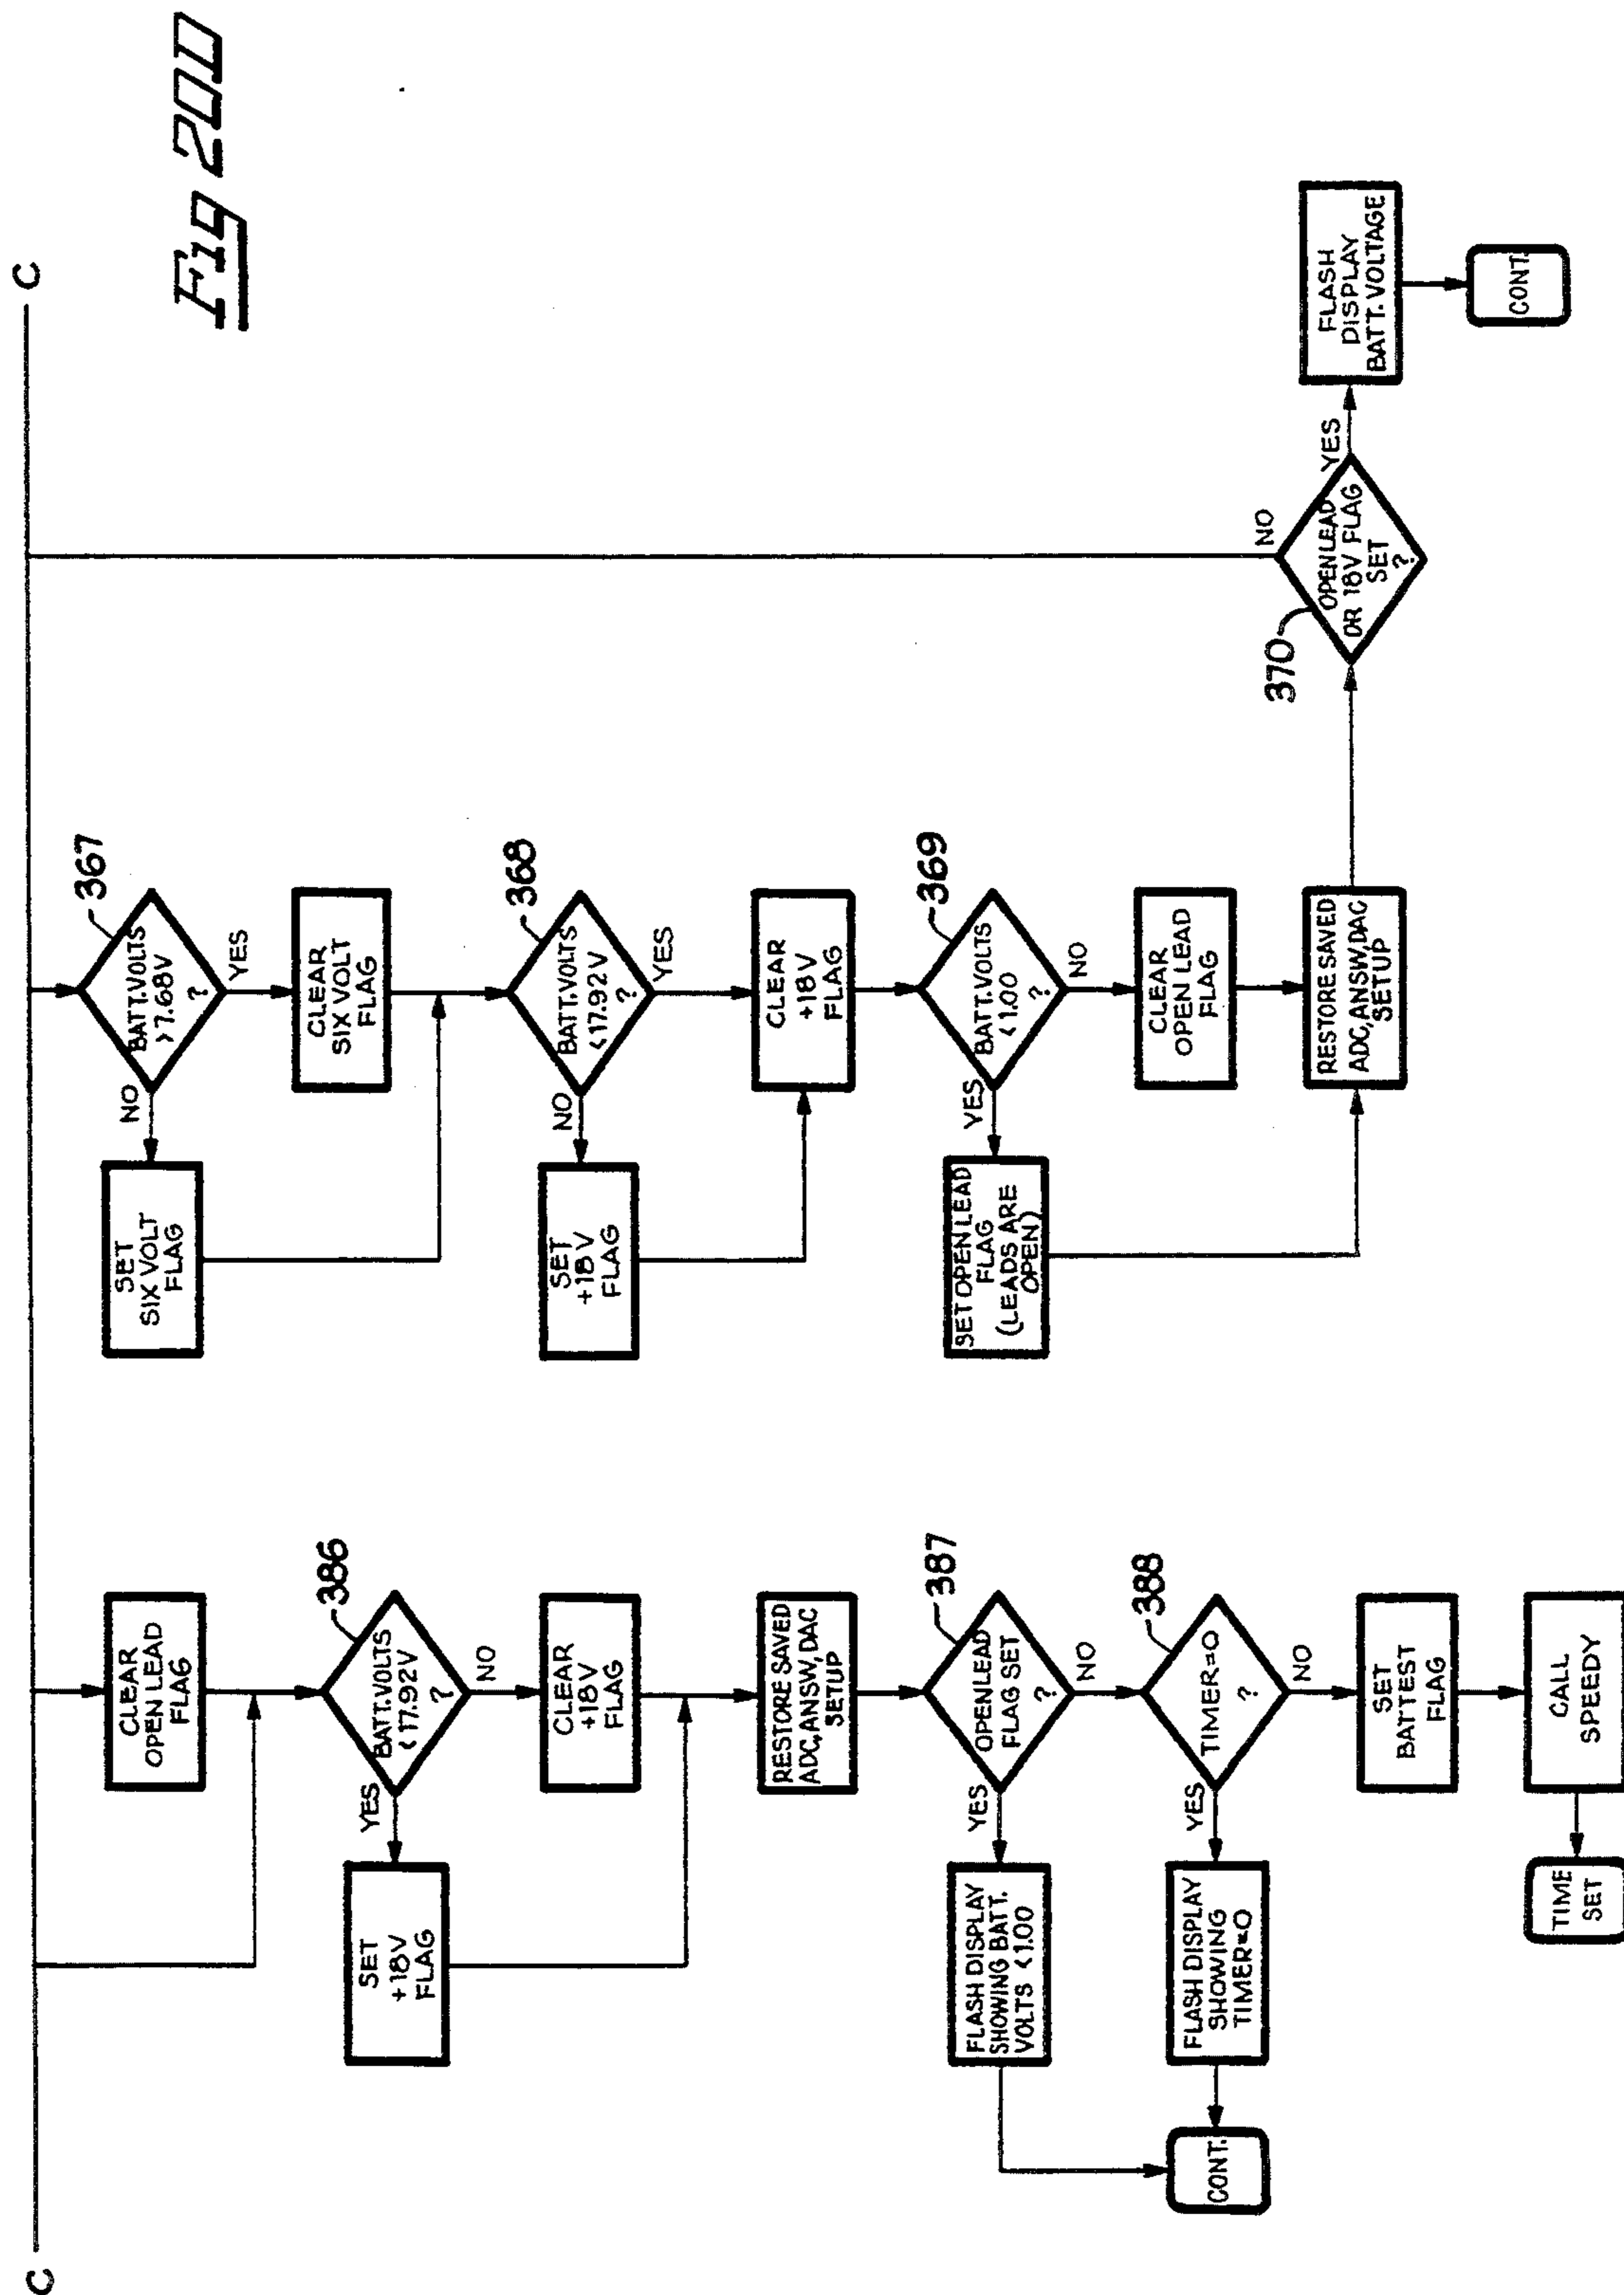 Fig 20D
C
C
CLEAR
OPEN LEAD
FLAG
386
BATT.VOLTS
<17.92V
?
YES
NO
SET
+18V
FLAG
CLEAR
+18V
FLAG
RESTORE SAVED
ADC,ANSW,DAC
SETUP
387
OPEN LEAD
FLAG SET
?
YES
NO
FLASH DISPLAY
SHOWING BATT.
VOLTS <1.00
388
TIMER=0
?
YES
NO
FLASH DISPLAY
SHOWING
TIMER=0
CONT.
SET
BATTEST
FLAG
CALL
SPEEDY
TIME
SET
367
BATT.VOLTS
>7.68V
?
NO
YES
SET
SIX VOLT
FLAG
CLEAR
SIX VOLT
FLAG
368
BATT.VOLTS
<17.92V
?
NO
YES
SET
+18V
FLAG
CLEAR
+18V
FLAG
369
BATT.VOLTS
<1.00
?
YES
NO
SET OPEN LEAD
FLAG
(LEADS ARE
OPEN)
CLEAR
OPEN LEAD
FLAG
RESTORE SAVED
ADC,ANSW,DAC
SETUP
370
OPEN LEAD
OR 18V FLAG
SET
?
NO
YES
FLASH
DISPLAY
BATT.VOLTAGE
CONT.